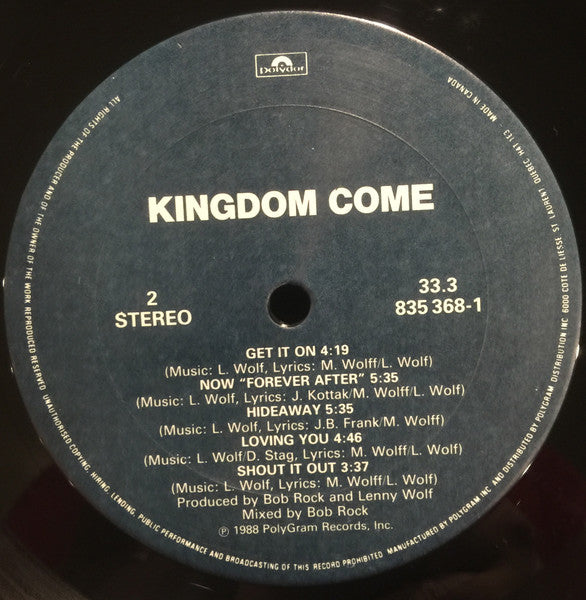 polydor
KINGDOM COME
2
STEREO
33.3
835 368-1
GET IT ON 4:19
(Music: L. Wolf, Lyrics: M. Wolff/L. Wolf)
NOW “FOREVER AFTER” 5:35
(Music: L. Wolf, Lyrics: J. Kottak/M. Wolff/L. Wolf)
HIDEAWAY 5:35
(Music: L. Wolf, Lyrics: J.B. Frank/M. Wolff)
LOVING YOU 4:46
(Music: L. Wolf/D. Stag, Lyrics: M. Wolff/L. Wolf)
SHOUT IT OUT 3:37
(Music: L. Wolf, Lyrics: M. Wolff/L. Wolf)
Produced by Bob Rock and Lenny Wolf
Mixed by Bob Rock
℗ 1988 PolyGram Records, Inc.
ALL RIGHTS OF THE PRODUCER AND OF THE OWNER OF THE WORK REPRODUCED RESERVED. UNAUTHORISED COPYING, HIRING, LENDING, PUBLIC PERFORMANCE AND BROADCASTING OF THIS RECORD PROHIBITED. MANUFACTURED BY POLYGRAM INC AND DISTRIBUTED BY POLYGRAM DISTRIBUTION INC. 6000 COTE DE LIESSE, ST LAURENT, QUEBEC H4T 1E3 MADE IN CANADA